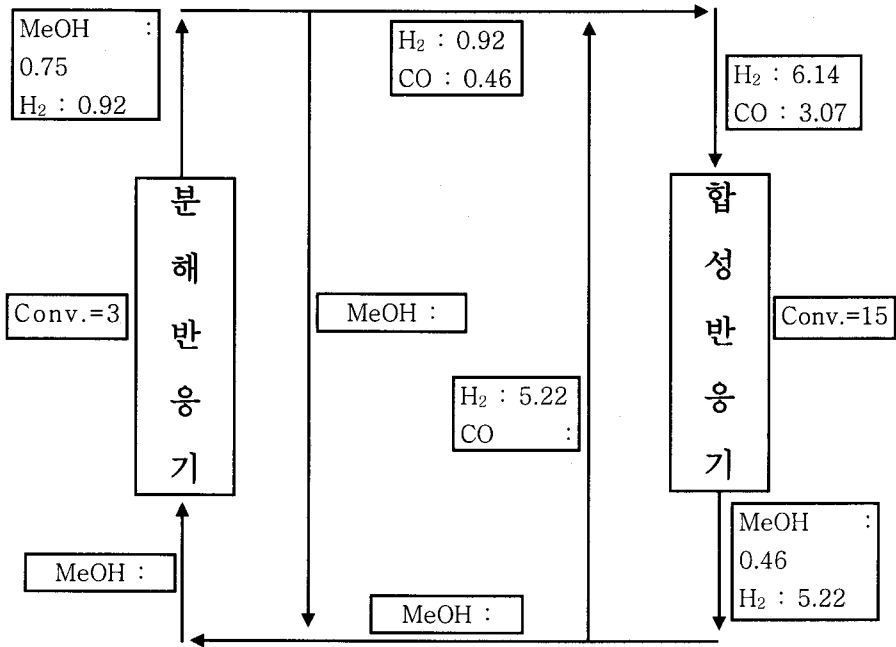 MeOH :
0.75
H₂ : 0.92
H₂ : 0.92
CO : 0.46
H₂ : 6.14
CO : 3.07
분
해
반
응
기
합
성
반
응
기
Conv.=3
MeOH :
Conv.=15
H₂ : 5.22
CO :
MeOH :
0.46
H₂ : 5.22
MeOH :
MeOH :